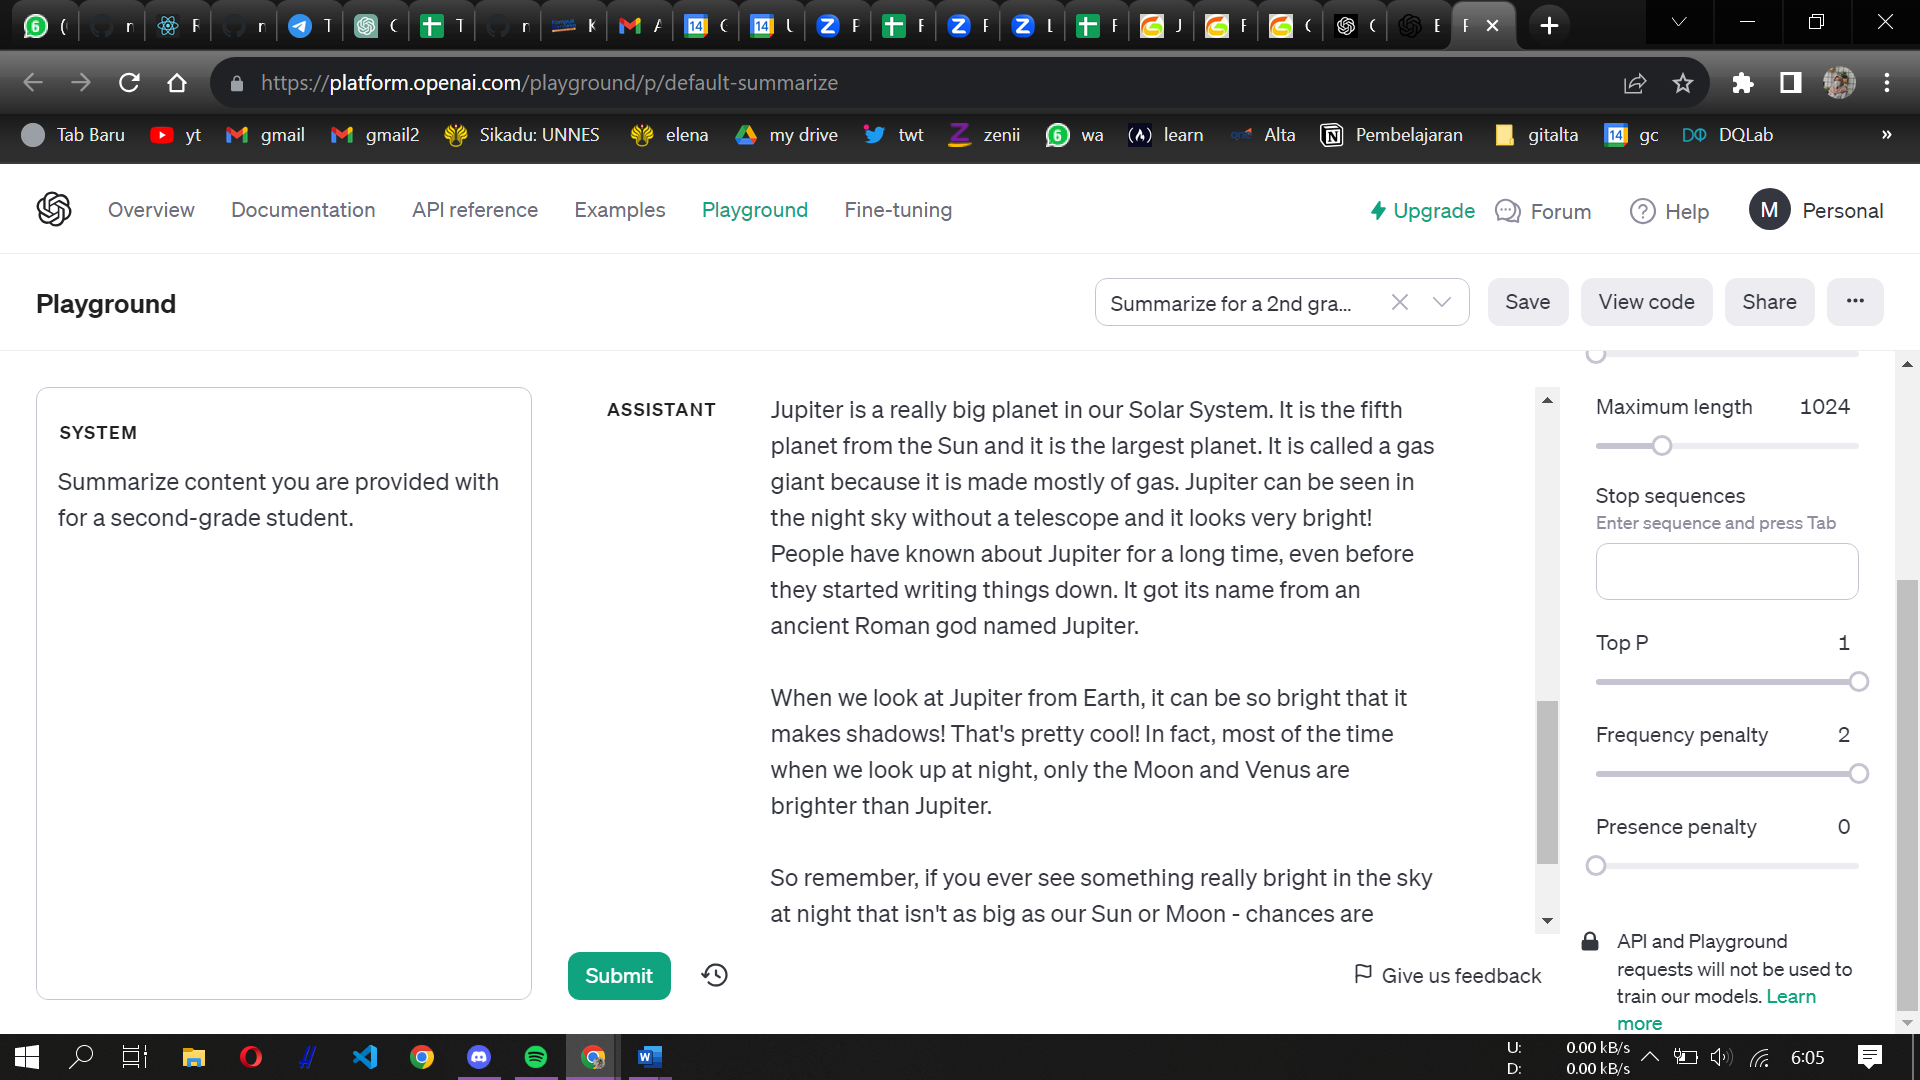 https://platform.openai.com/playground/p/default-summarize
Tab Baru
yt
gmail
gmail2
Sikadu: UNNES
elena
my drive
twt
zenii
wa
learn
Alta
Pembelajaran
gitalta
gc
DQLab
»
Overview
Documentation
API reference
Examples
Playground
Fine-tuning
Upgrade
Forum
Help
M
Personal
Playground
Summarize for a 2nd gra...
Save
View code
Share
SYSTEM
Summarize content you are provided with
for a second-grade student.
ASSISTANT
Jupiter is a really big planet in our Solar System. It is the fifth
planet from the Sun and it is the largest planet. It is called a gas
giant because it is made mostly of gas. Jupiter can be seen in
the night sky without a telescope and it looks very bright!
People have known about Jupiter for a long time, even before
they started writing things down. It got its name from an
ancient Roman god named Jupiter.
When we look at Jupiter from Earth, it can be so bright that it
makes shadows! That's pretty cool! In fact, most of the time
when we look up at night, only the Moon and Venus are
brighter than Jupiter.
So remember, if you ever see something really bright in the sky
at night that isn't as big as our Sun or Moon - chances are
Submit
Give us feedback
Maximum length 1024
Stop sequences
Enter sequence and press Tab
Top P 1
Frequency penalty 2
Presence penalty 0
API and Playground
requests will not be used to
train our models. Learn
more
U: 0.00 kB/s
D: 0.00 kB/s
6:05